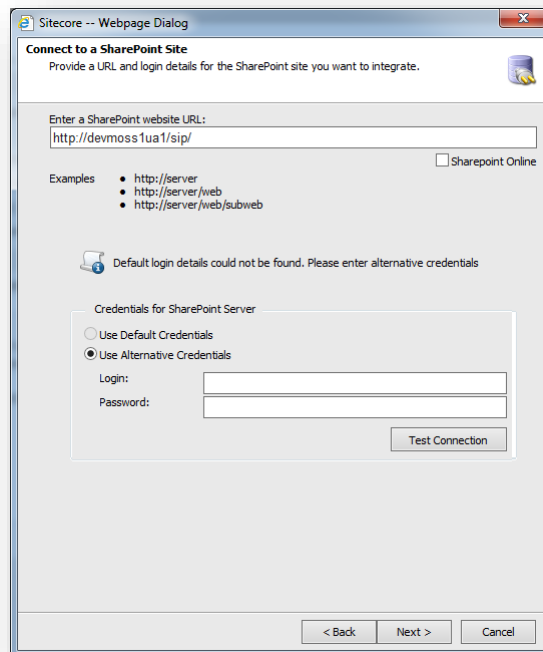 Sitecore -- Webpage Dialog
Connect to a SharePoint Site
Provide a URL and login details for the SharePoint site you want to integrate.
Enter a SharePoint website URL:
http://devmoss1ua1/sip/
Sharepoint Online
Examples
http://server
http://server/web
http://server/web/subweb
Default login details could not be found. Please enter alternative credentials
Credentials for SharePoint Server
Use Default Credentials
Use Alternative Credentials
Login:
Password:
Test Connection
< Back Next > Cancel